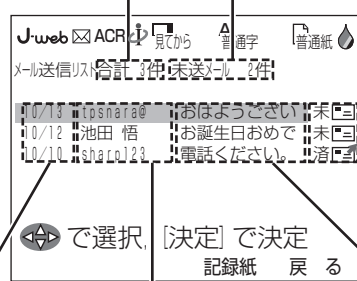 J-web ACR 見てから 普通字 普通紙
メール送信リスト 合計 3件 未送メール 2件
10/13 tpsnara@ おはようござい 未
10/12 池田 悟 お誕生日おめで 未
10/10 sharp123 電話ください。 済
で選択, [決定] で決定
記録紙 戻 る